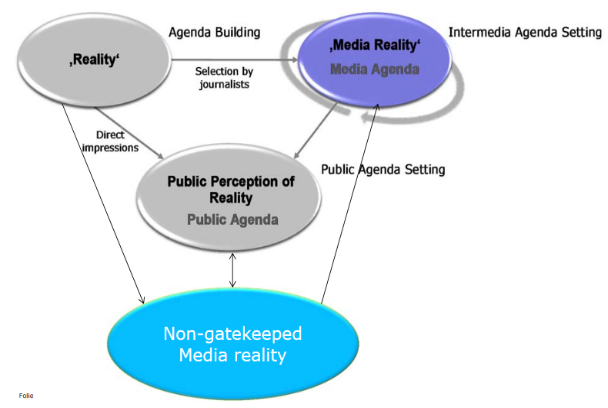 Agenda Building
Intermedia Agenda Setting
‚Reality‘
‚Media Reality‘
Media Agenda
Selection by
journalists
Direct
impressions
Public Agenda Setting
Public Perception of
Reality
Public Agenda
Non-gatekeeped
Media reality
Folie